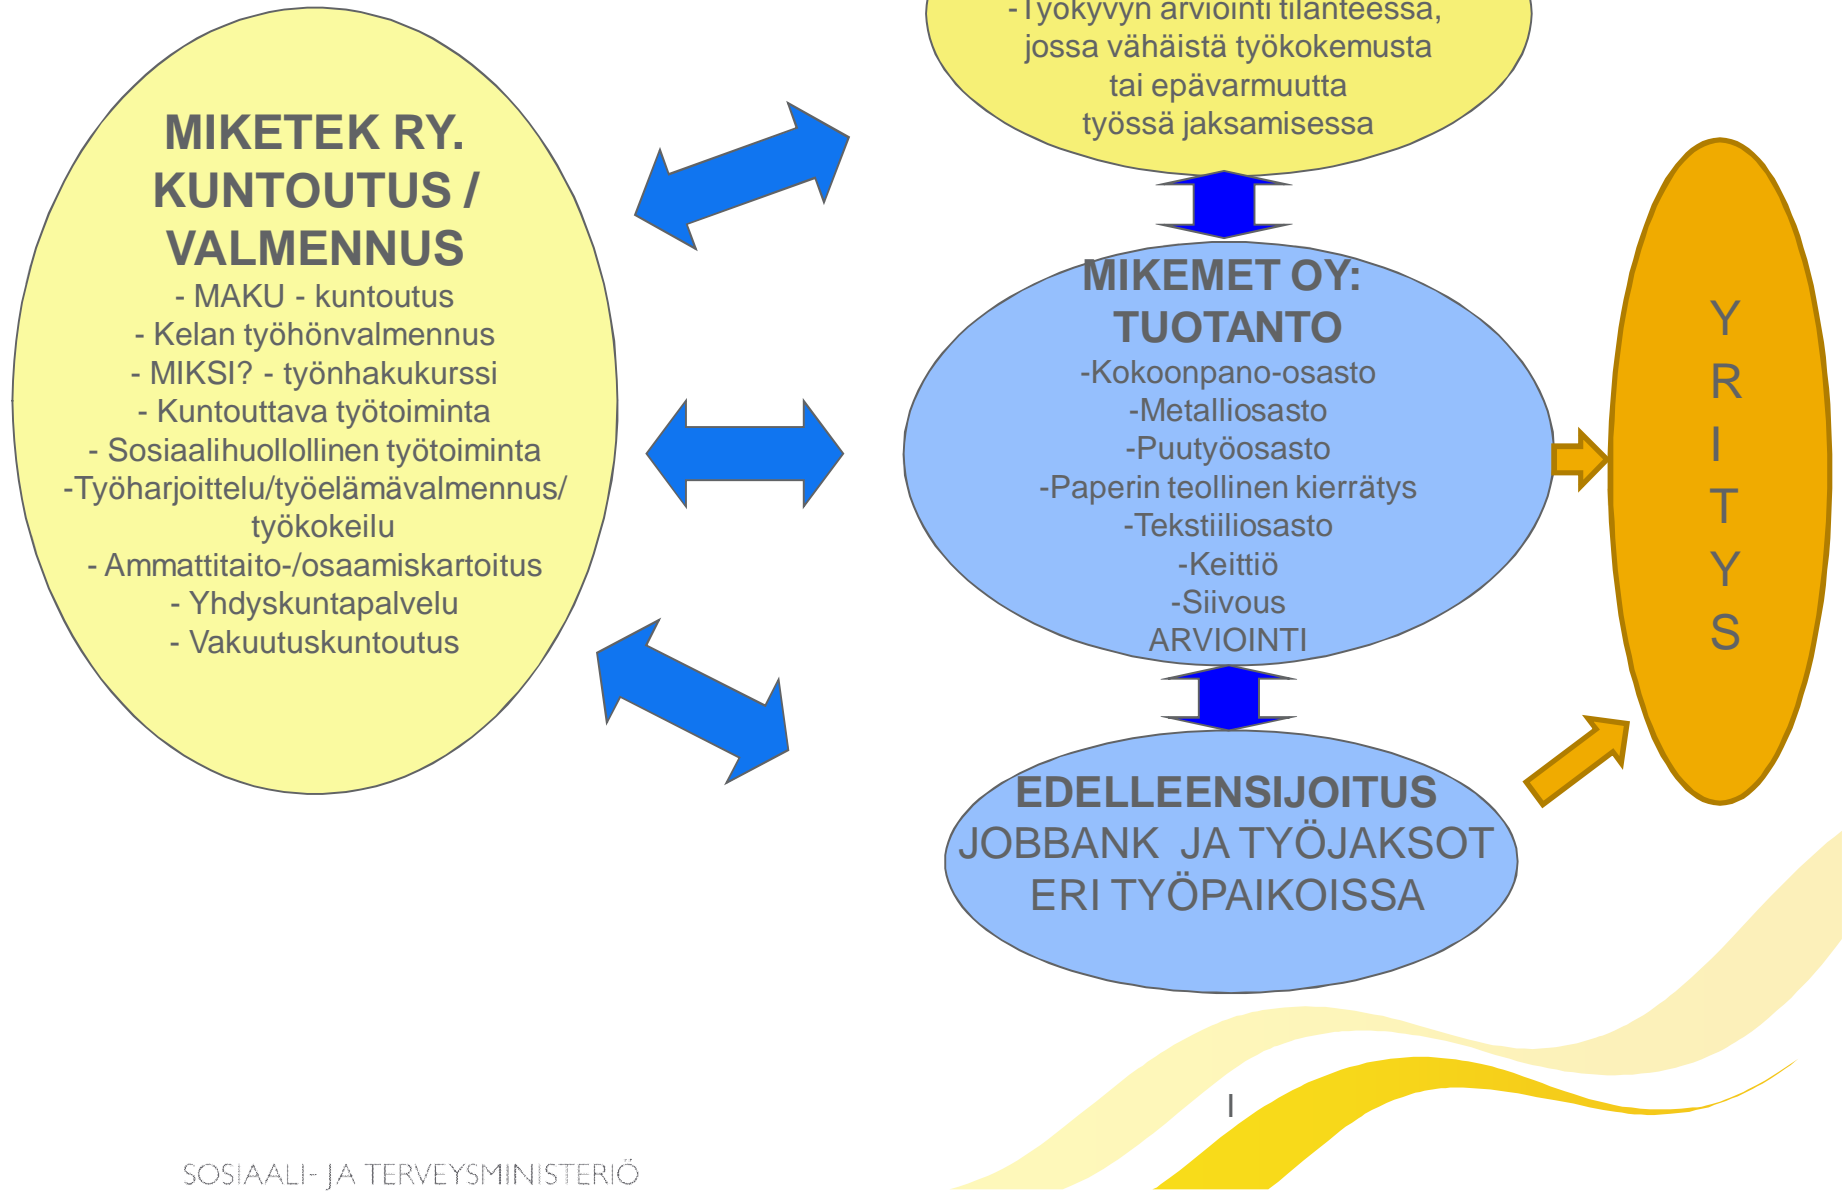 -Työkyvyn arviointi tilanteessa,
jossa vähäistä työkokemusta
tai epävarmuutta
työssä jaksamisessa
MIKETEK RY.
KUNTOUTUS /
VALMENNUS
- MAKU - kuntoutus
- Kelan työhönvalmennus
- MIKSI? - työnhakukurssi
- Kuntouttava työtoiminta
- Sosiaalihuollollinen työtoiminta
-Työharjoittelu/työelämävalmennus/
työkokeilu
- Ammattitaito-/osaamiskartoitus
- Yhdyskuntapalvelu
- Vakuutuskuntoutus
MIKEMET OY:
TUOTANTO
-Kokoonpano-osasto
-Metalliosasto
-Puutyöosasto
-Paperin teollinen kierrätys
-Tekstiiliosasto
-Keittiö
-Siivous
ARVIOINTI
EDELLEENSIJOITUS
JOBBANK JA TYÖJAKSOT
ERI TYÖPAIKOISSA
Y
R
I
T
Y
S
I
SOSIAALI- JA TERVEYSMINISTERIÖ